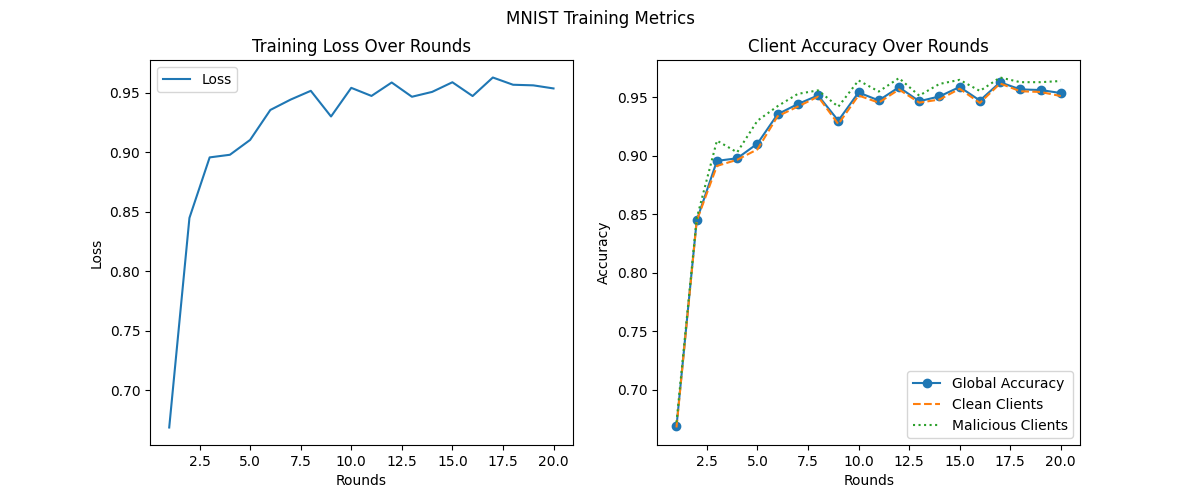 MNIST Training Metrics
Training Loss Over Rounds
Loss
0.95
0.90
0.85
0.80
0.75
0.70
Loss
2.5 5.0 7.5 10.0 12.5 15.0 17.5 20.0
Rounds
Client Accuracy Over Rounds
0.95
0.90
0.85
0.80
0.75
0.70
Accuracy
Global Accuracy
Clean Clients
Malicious Clients
2.5 5.0 7.5 10.0 12.5 15.0 17.5 20.0
Rounds